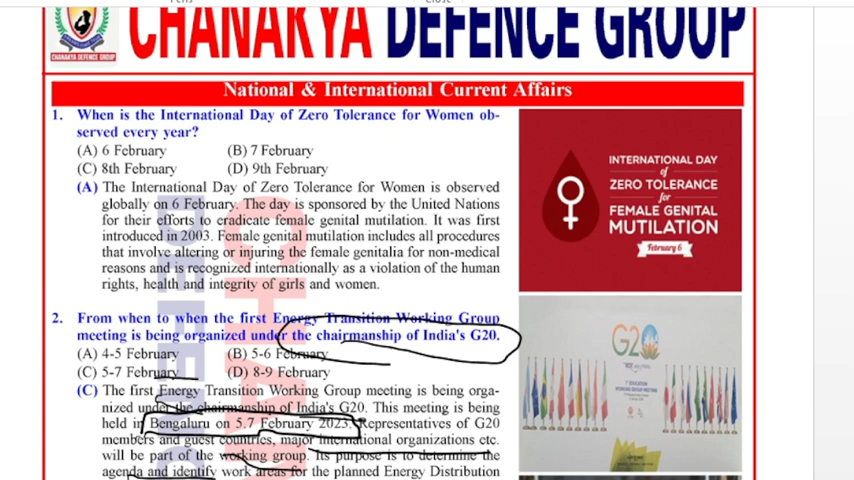 CHANAKYA DEFENCE GROUP
CHANAKYA DEFENCE GROUP
National & International Current Affairs
1. When is the International Day of Zero Tolerance for Women ob-
served every year?
(A) 6 February (B) 7 February
(C) 8th February (D) 9th February
(A) The International Day of Zero Tolerance for Women is observed
globally on 6 February. The day is sponsored by the United Nations
for their efforts to eradicate female genital mutilation. It was first
introduced in 2003. Female genital mutilation includes all procedures
that involve altering or injuring the female genitalia for non-medical
reasons and is recognized internationally as a violation of the human
rights, health and integrity of girls and women.
INTERNATIONAL DAY
of
ZERO TOLERANCE
for
FEMALE GENITAL
MUTILATION
February 6
2. From when to when the first Energy Transition Working Group
meeting is being organized under the chairmanship of India's G20.
(A) 4-5 February (B) 5-6 February
(C) 5-7 February (D) 8-9 February
(C) The first Energy Transition Working Group meeting is being orga-
nized under the chairmanship of India's G20. This meeting is being
held in Bengaluru on 5.7 February 2023. Representatives of G20
members and guest countries, major international organizations etc.
will be part of the working group. Its purpose is to determine the
agenda and identify work areas for the planned Energy Distribution
G20
1st EDUCATION
WORKING GROUP MEETING